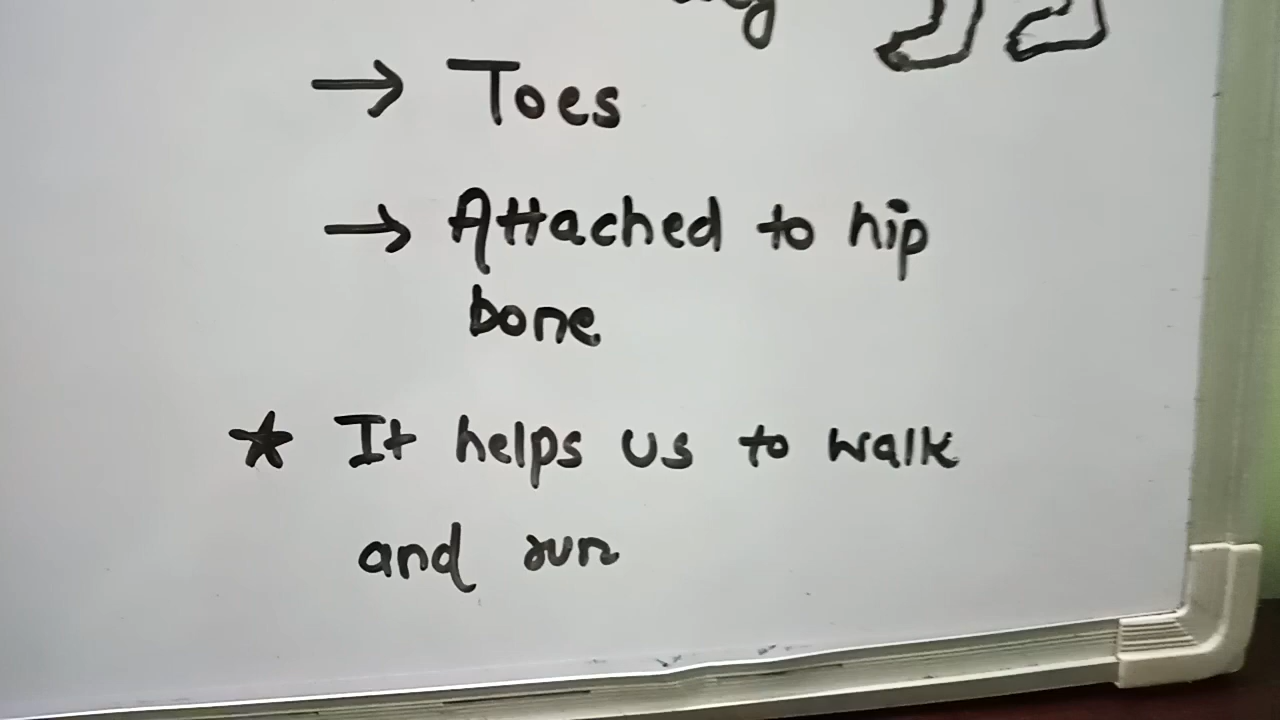 → Toes
→ Attached to hip
bone
★ It helps us to walk
and run